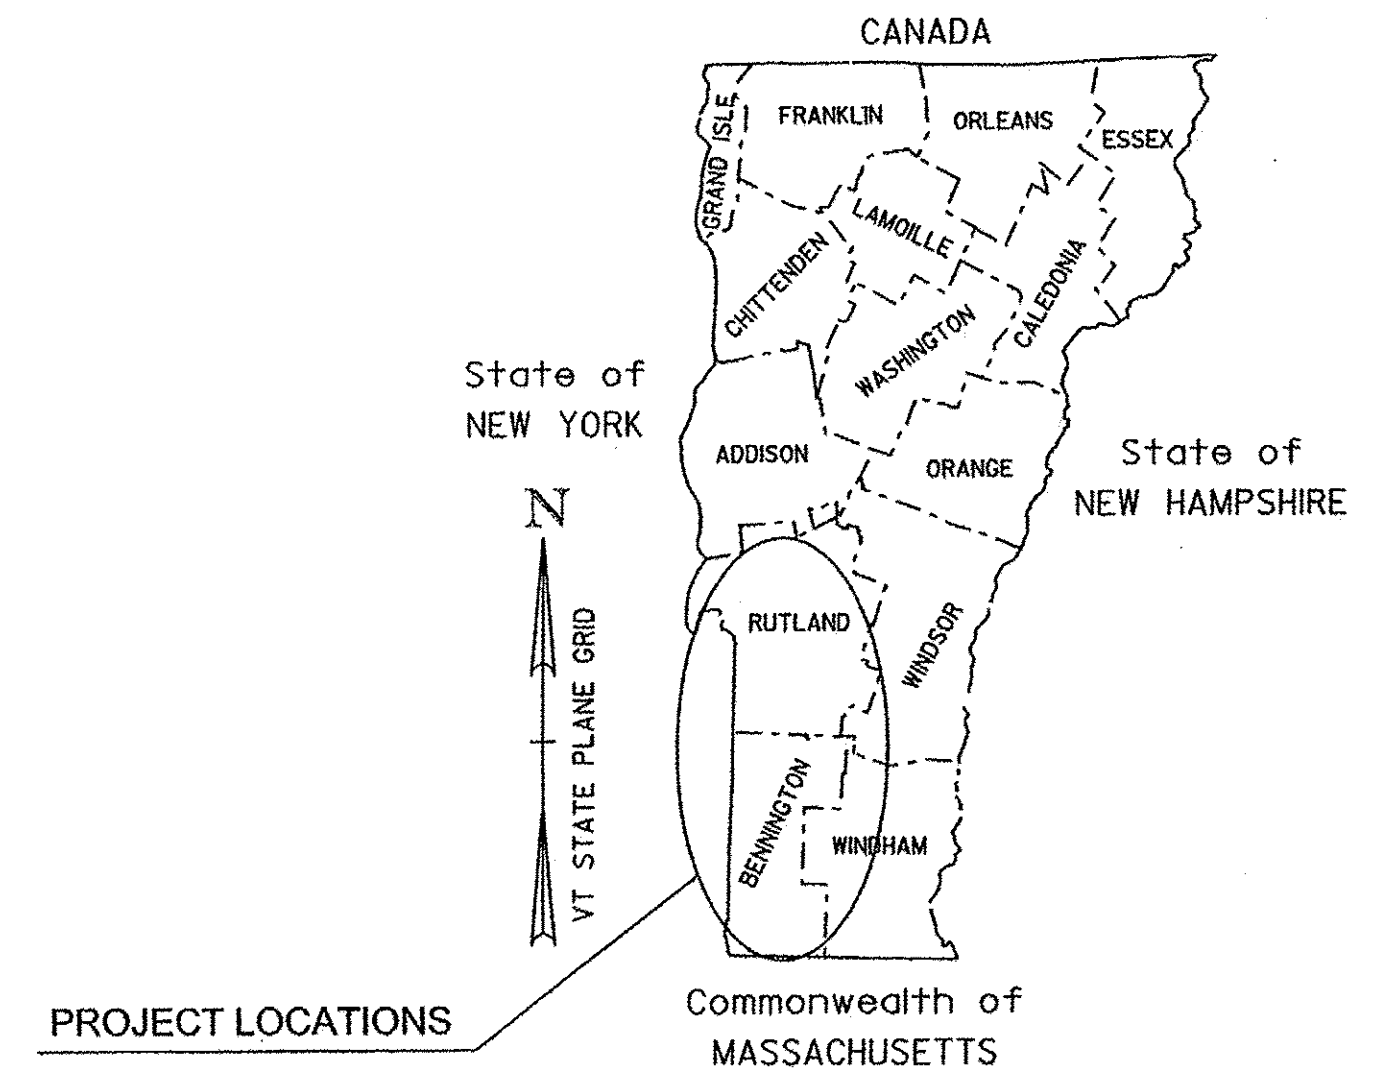 CANADA
GRAND ISLE
FRANKLIN
ORLEANS
ESSEX
LAMOILLE
CHITTENDEN
CALEDONIA
WASHINGTON
State of
NEW YORK
ADDISON
ORANGE
State of
NEW HAMPSHIRE
N
VT STATE PLANE GRID
RUTLAND
WINDSOR
BENNINGTON
WINDHAM
PROJECT LOCATIONS
Commonwealth of
MASSACHUSETTS